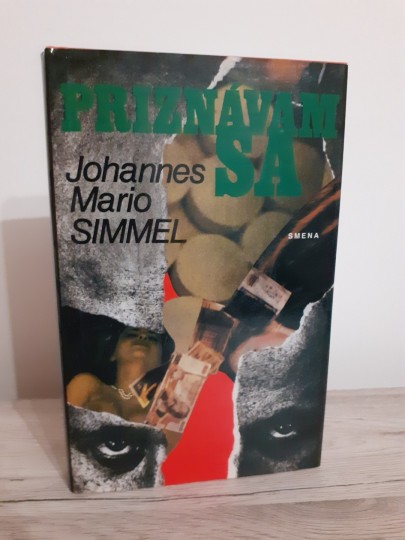 PRIZNÁVAM
SA
Johannes
Mario
SIMMEL
SMENA